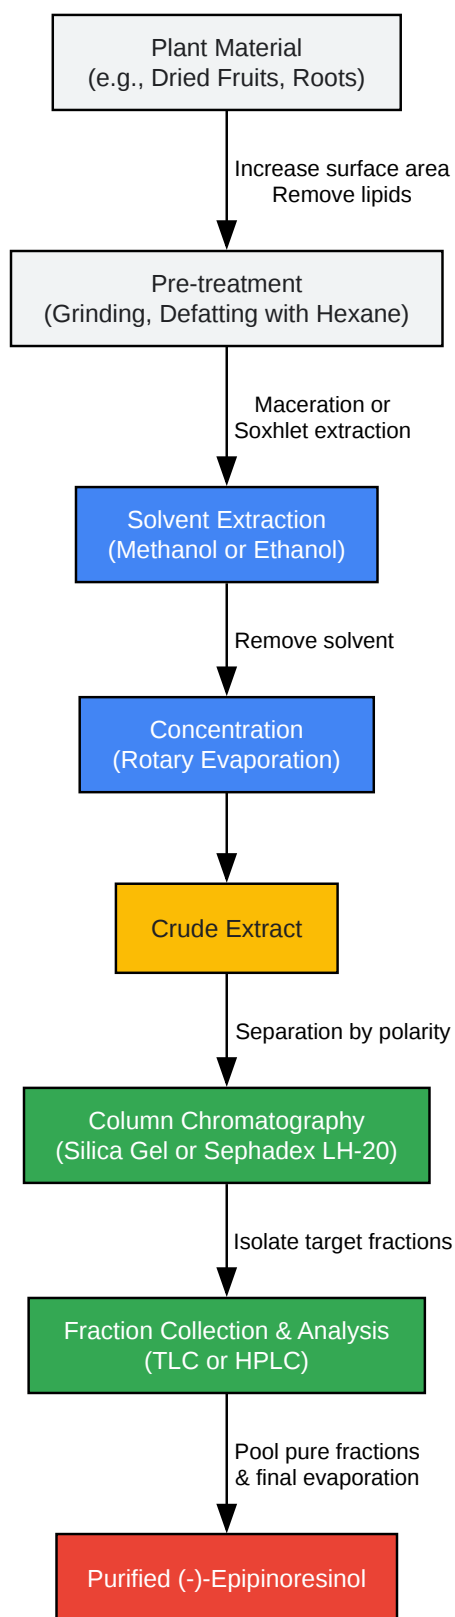 Plant Material
(e.g., Dried Fruits, Roots)
Increase surface area
Remove lipids
Pre-treatment
(Grinding, Defatting with Hexane)
Maceration or
Soxhlet extraction
Solvent Extraction
(Methanol or Ethanol)
Remove solvent
Concentration
(Rotary Evaporation)
Crude Extract
Separation by polarity
Column Chromatography
(Silica Gel or Sephadex LH-20)
Isolate target fractions
Fraction Collection & Analysis
(TLC or HPLC)
Pool pure fractions
& final evaporation
Purified (-)-Epipinoresinol